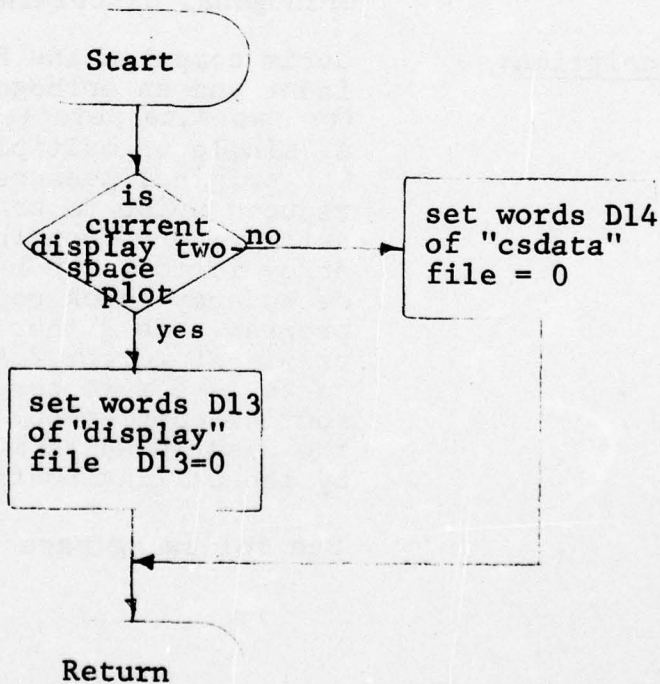 Start
is
current
display two
space
plot
no
yes
set words D14
of "csdata"
file = 0
set words D13
of "display"
file D13=0
Return